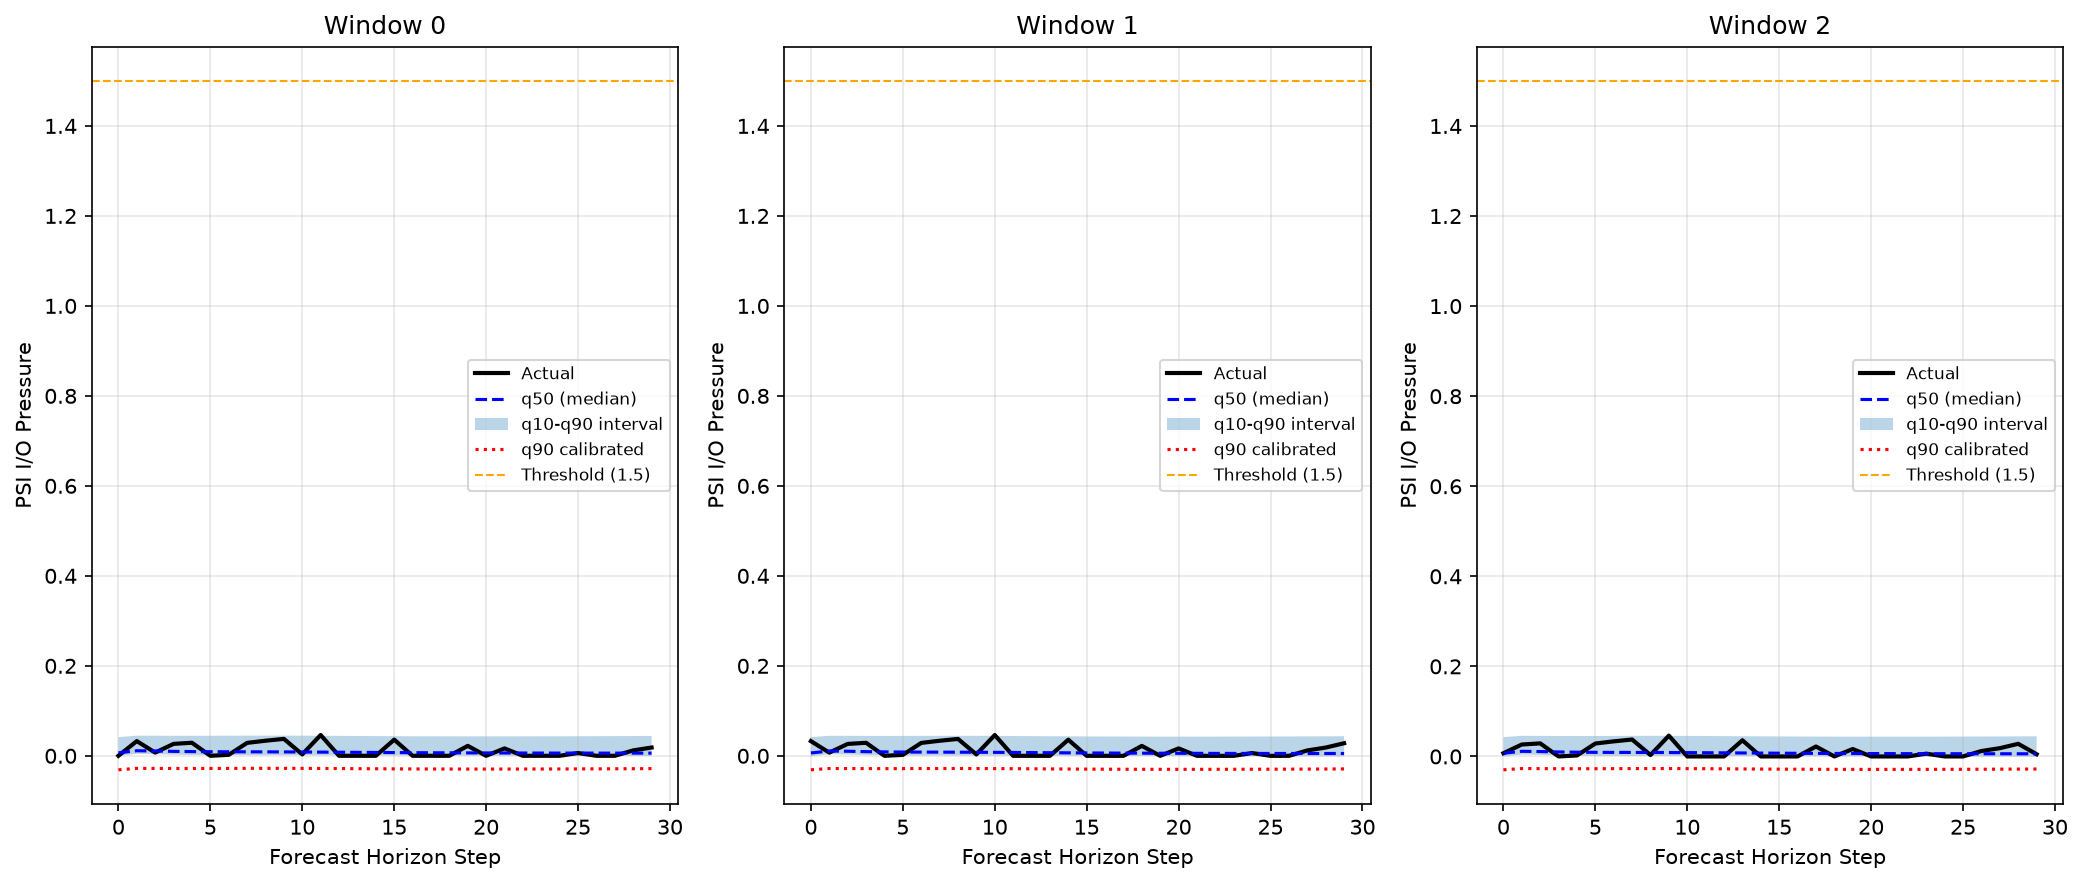 Window 0
PSI I/O Pressure
1.4
1.2
1.0
0.8
0.6
0.4
0.2
0.0
Actual
q50 (median)
q10-q90 interval
q90 calibrated
Threshold (1.5)
0 5 10 15 20 25 30
Forecast Horizon Step
Window 1
PSI I/O Pressure
1.4
1.2
1.0
0.8
0.6
0.4
0.2
0.0
Actual
q50 (median)
q10-q90 interval
q90 calibrated
Threshold (1.5)
0 5 10 15 20 25 30
Forecast Horizon Step
Window 2
PSI I/O Pressure
1.4
1.2
1.0
0.8
0.6
0.4
0.2
0.0
Actual
q50 (median)
q10-q90 interval
q90 calibrated
Threshold (1.5)
0 5 10 15 20 25 30
Forecast Horizon Step